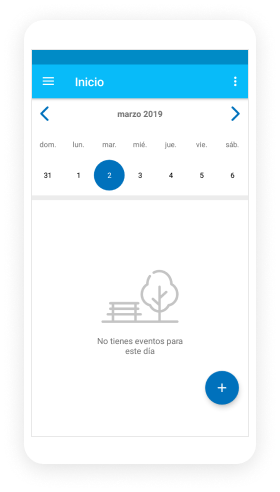 Inicio
marzo 2019
dom. lun. mar. mié. jue. vie. sáb.
31 1 2 3 4 5 6
No tienes eventos para
este día
+